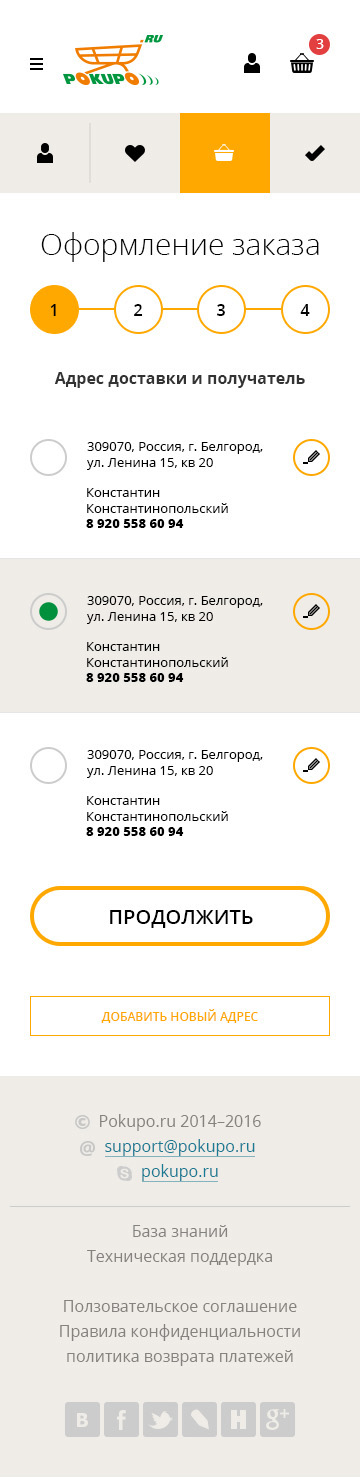 POKUPO.RU
3
Оформление заказа
1 2 3 4
Адрес доставки и получатель
309070, Россия, г. Белгород,
ул. Ленина 15, кв 20
Константин
Константинопольский
8 920 558 60 94
309070, Россия, г. Белгород,
ул. Ленина 15, кв 20
Константин
Константинопольский
8 920 558 60 94
309070, Россия, г. Белгород,
ул. Ленина 15, кв 20
Константин
Константинопольский
8 920 558 60 94
ПРОДОЛЖИТЬ
ДОБАВИТЬ НОВЫЙ АДРЕС
© Pokupo.ru 2014–2016
@ support@pokupo.ru
pokupo.ru
База знаний
Техническая поддердка
Ползовательское соглашение
Правила конфиденциальности
политика возврата платежей